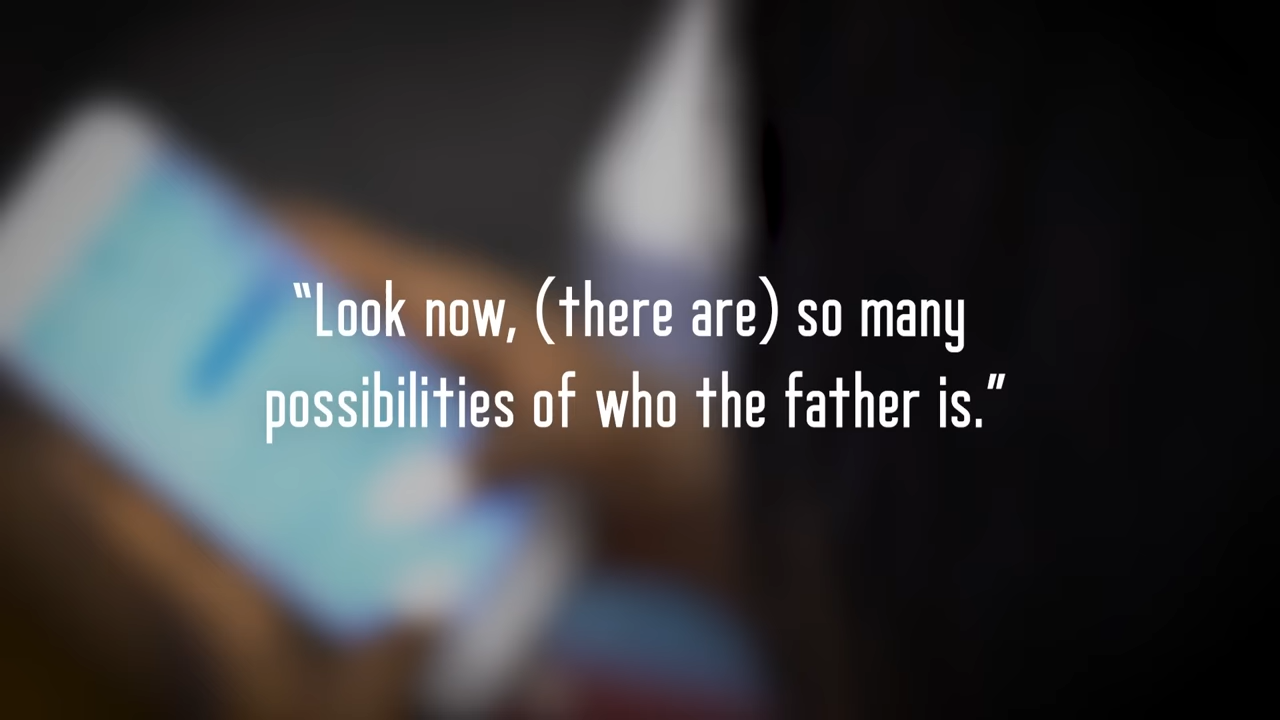 “Look now, (there are) so many
possibilities of who the father is.”